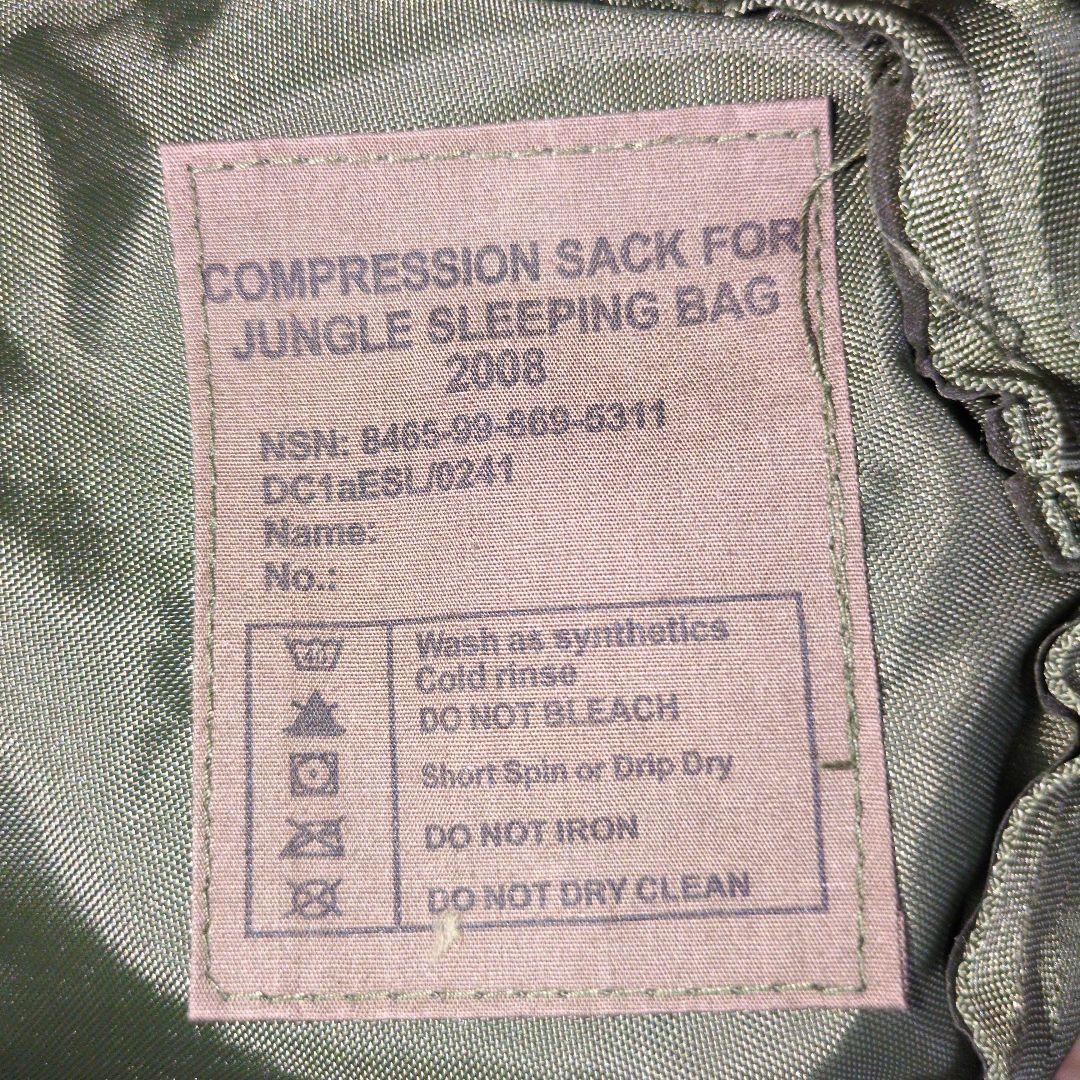 COMPRESSION SACK FOR
JUNGLE SLEEPING BAG
2008
NSN: 8465-99-869-5311
DC1aESL/0241
Name:
No.:
Wash as synthetics
Cold rinse
DO NOT BLEACH
Short Spin or Drip Dry
DO NOT IRON
DO NOT DRY CLEAN